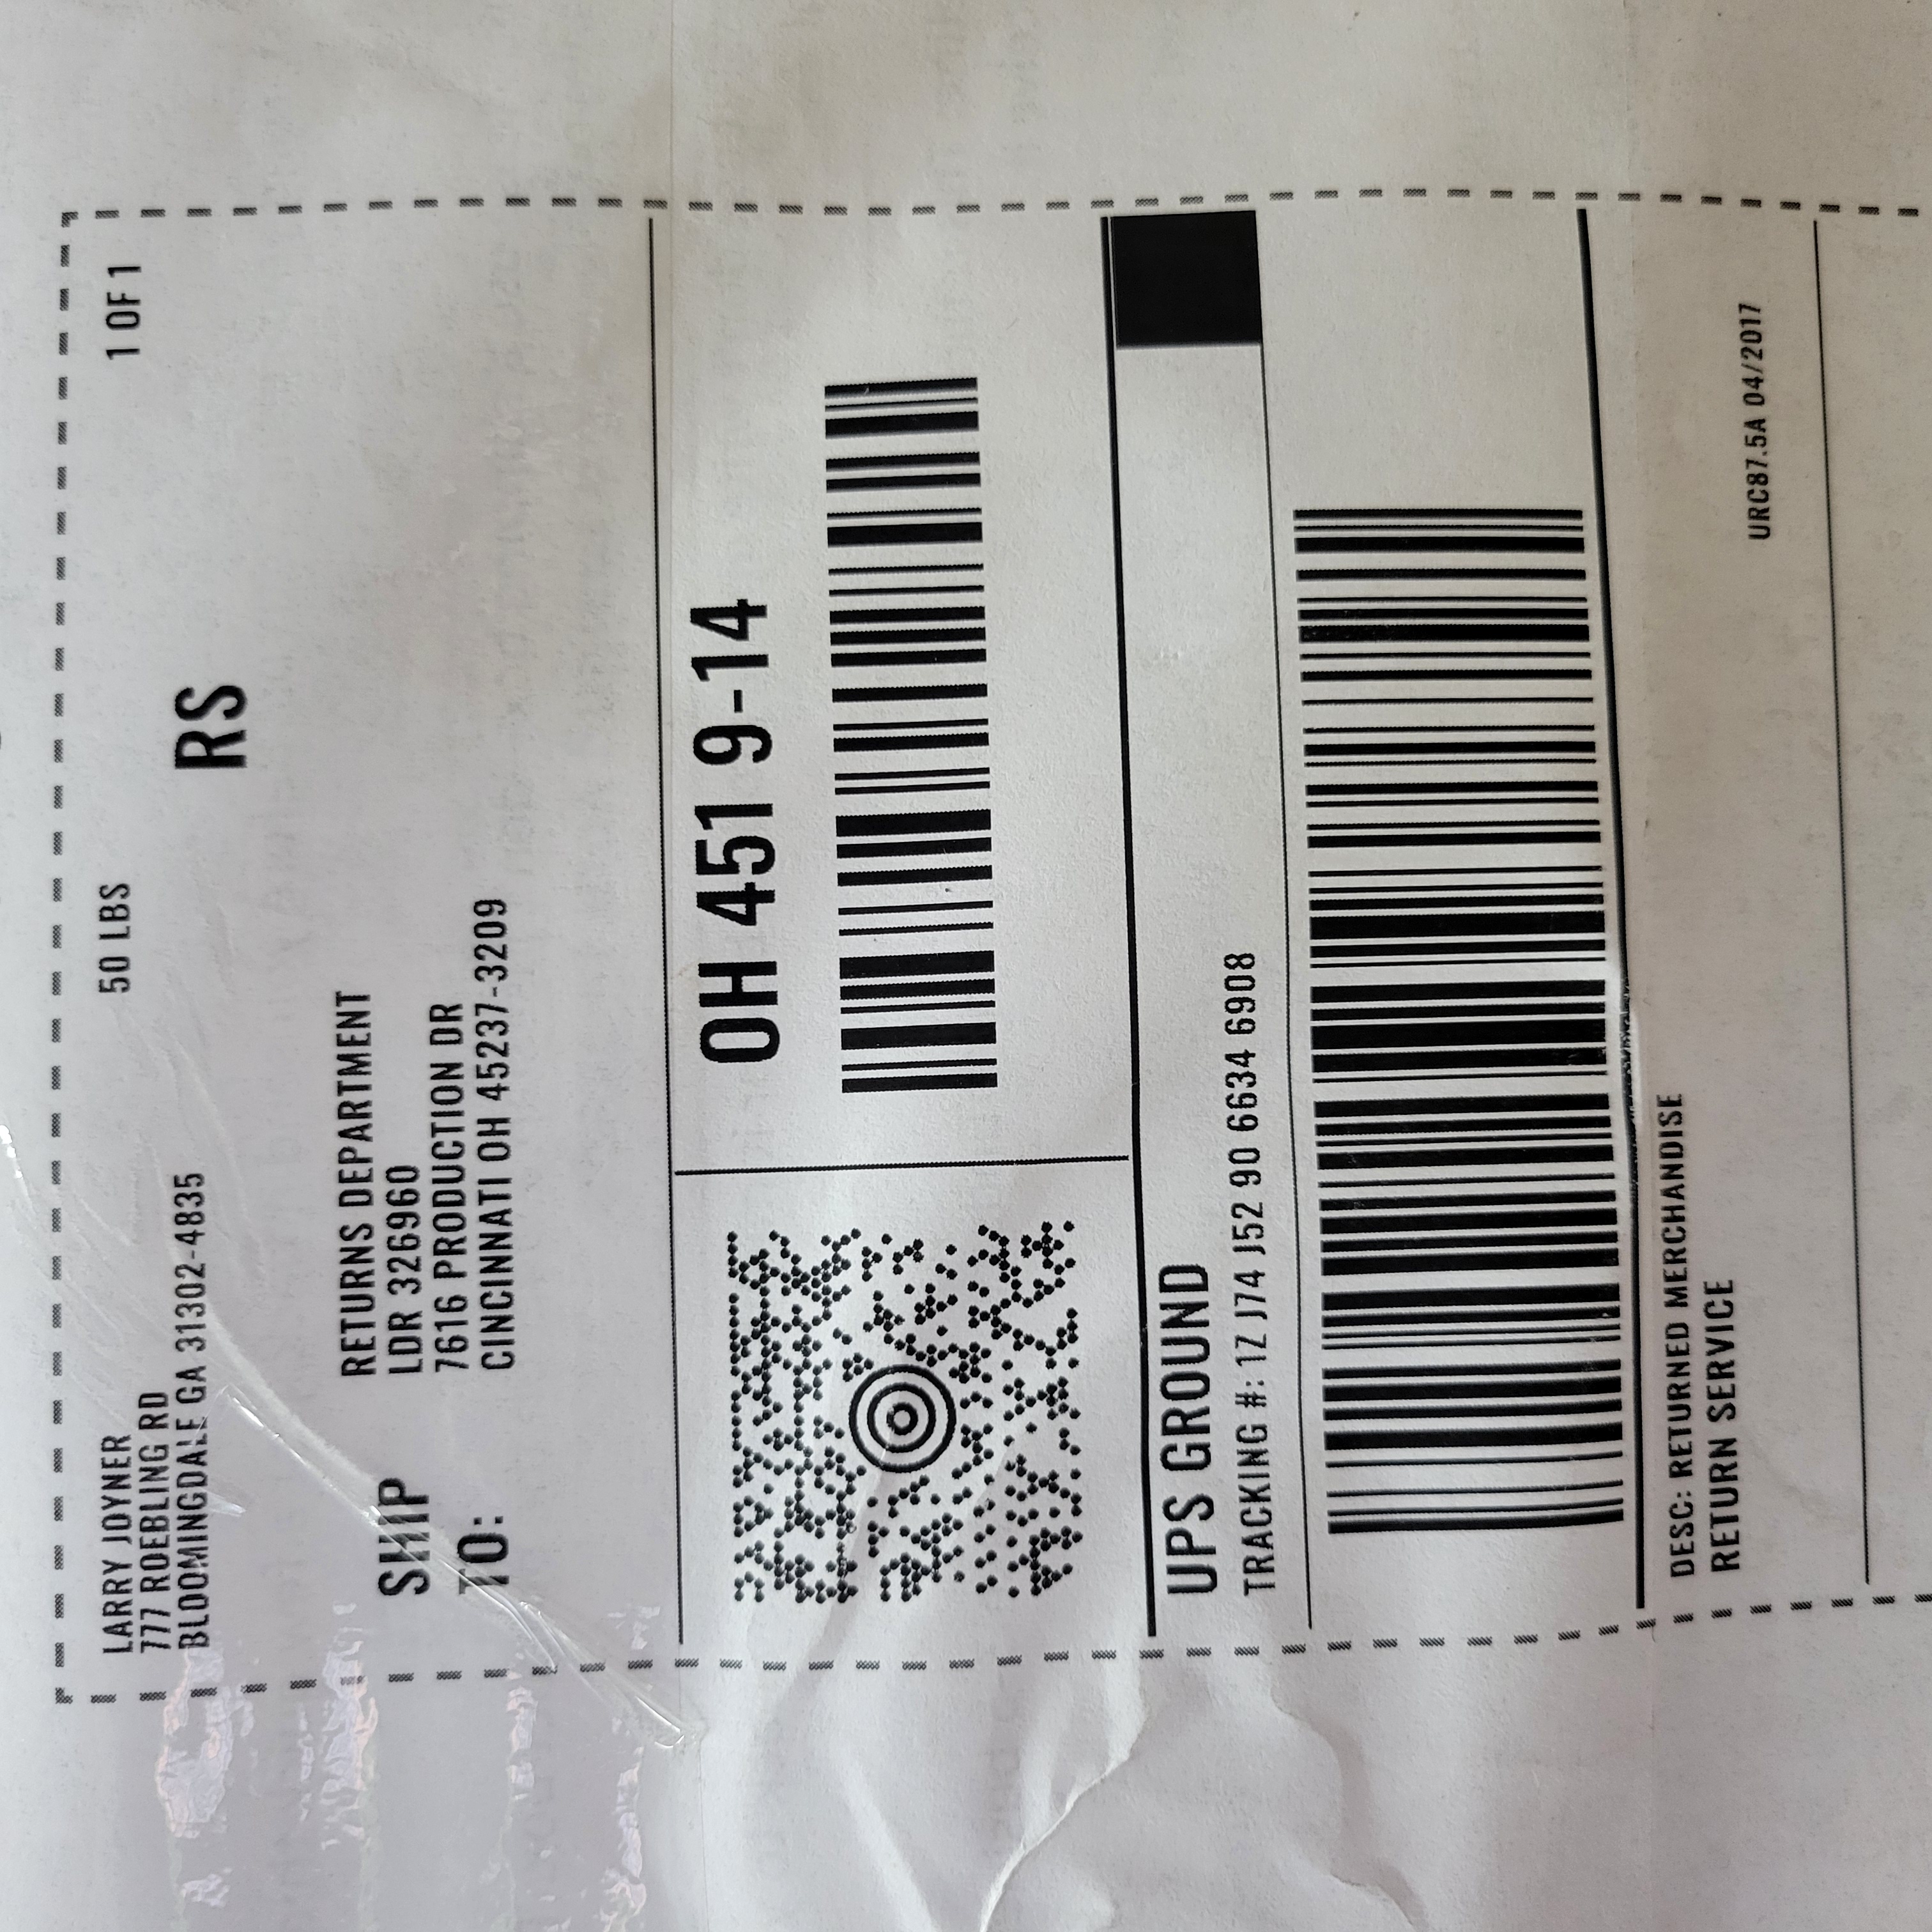 LARRY JOYNER
777 ROEBLING RD
BLOOMINGDALE GA 31302-4835
50 LBS
1 OF 1
RS
SHIP
TO:
RETURNS DEPARTMENT
LDR 326960
7616 PRODUCTION DR
CINCINNATI OH 45237-3209
OH 451 9-14
UPS GROUND
TRACKING #: 1Z J74 J52 90 6634 6908
DESC: RETURNED MERCHANDISE
RETURN SERVICE
URC87.5A 04/2017